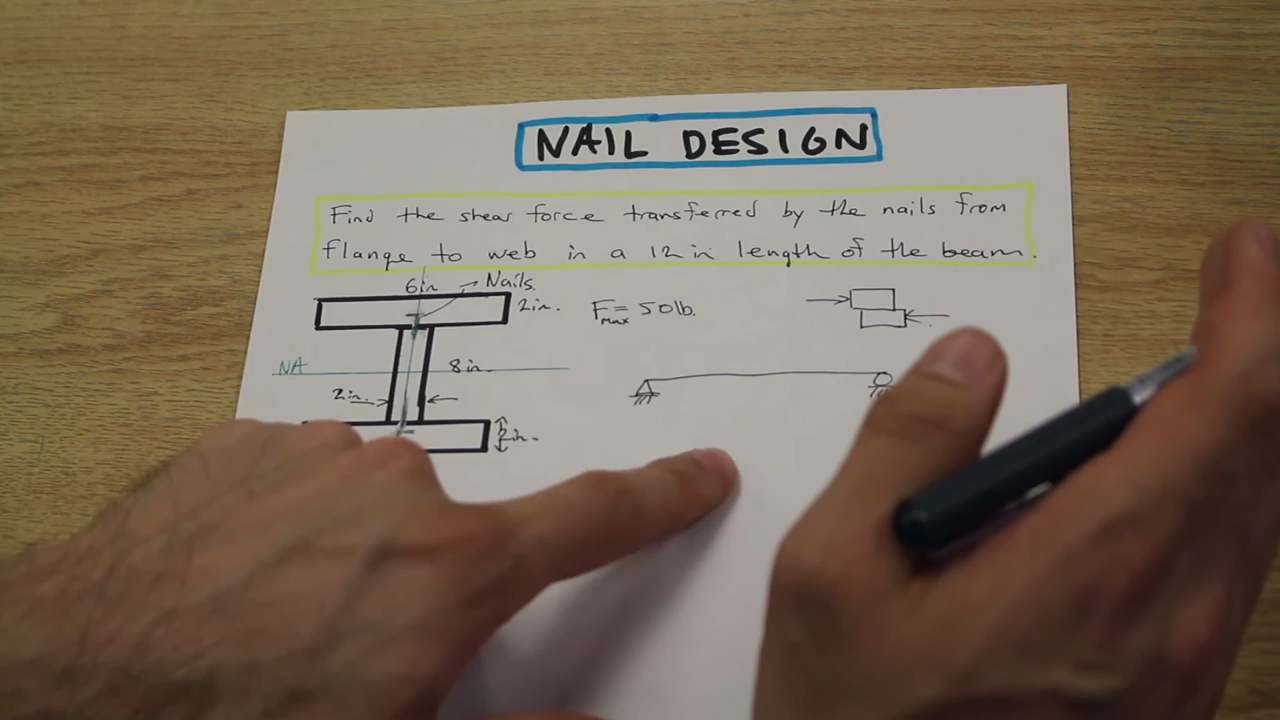 NAIL DESIGN
Find the shear force transferred by the nails from
flange to web in a 12 in length of the beam.
6in
Nails.
2in.
Fmax = 50lb.
NA
8in.
2in.
2in.